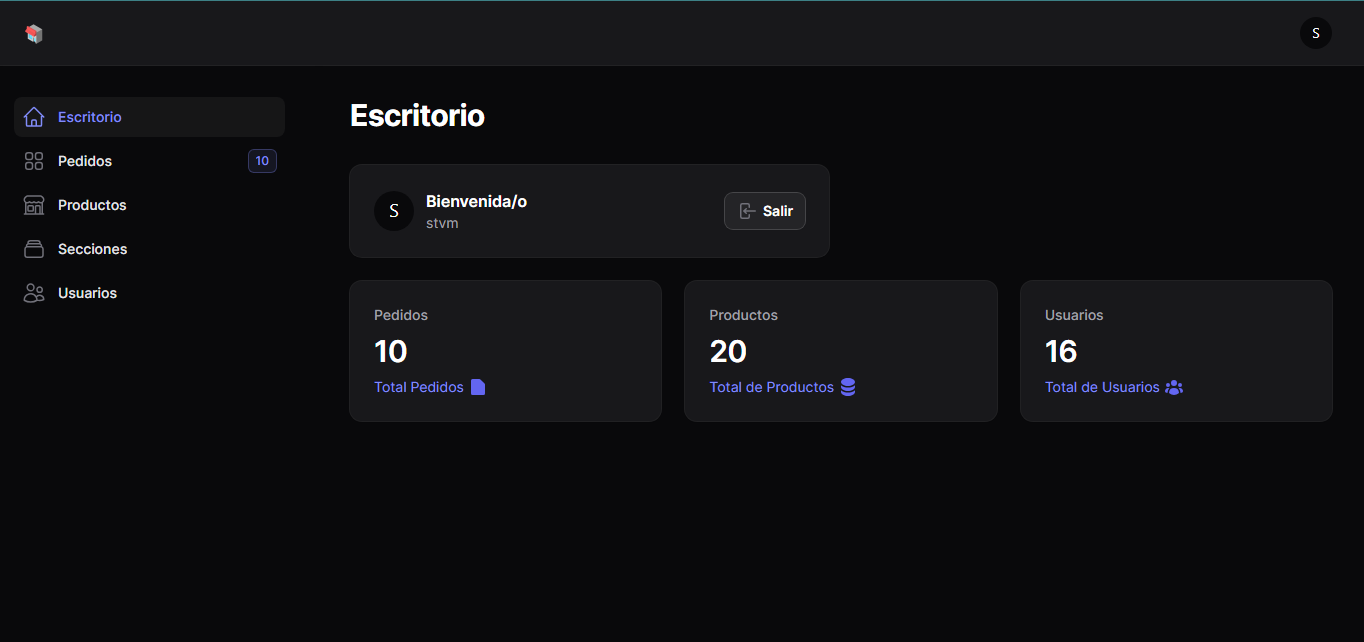 S
Escritorio
Pedidos
10
Productos
Secciones
Usuarios
Escritorio
S
Bienvenida/o
stvm
Salir
Pedidos
10
Total Pedidos
Productos
20
Total de Productos
Usuarios
16
Total de Usuarios